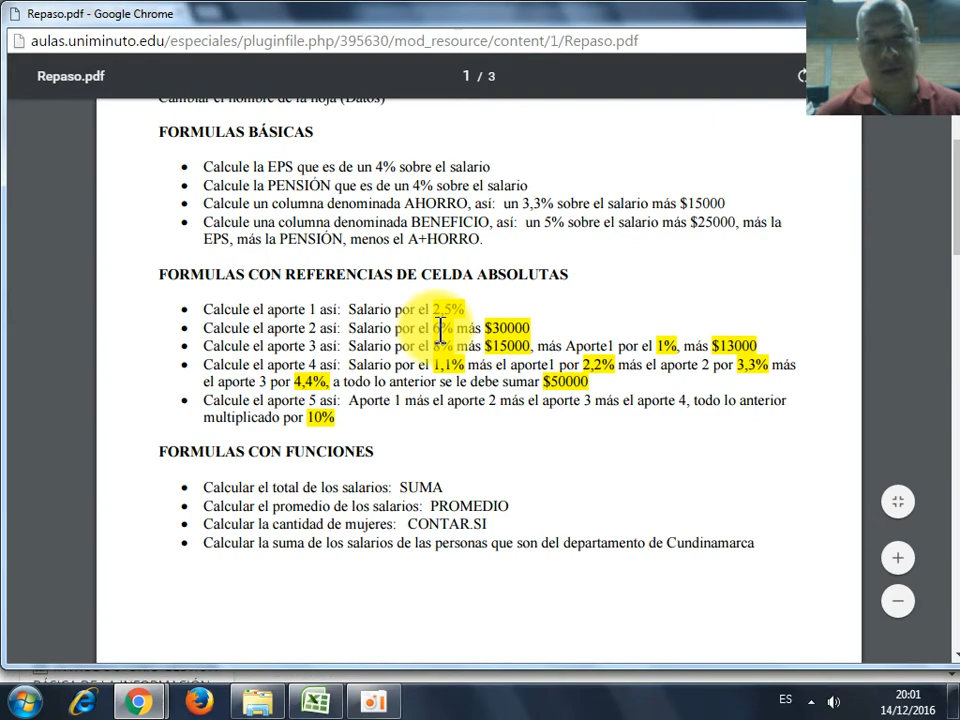 Repaso.pdf - Google Chrome
aulas.uniminuto.edu/especiales/pluginfile.php/395630/mod_resource/content/1/Repaso.pdf
Repaso.pdf
1 / 3
Cambiar el nombre de la hoja (Datos)
FORMULAS BÁSICAS
• Calcule la EPS que es de un 4% sobre el salario
• Calcule la PENSIÓN que es de un 4% sobre el salario
• Calcule un columna denominada AHORRO, así: un 3,3% sobre el salario más $15000
• Calcule una columna denominada BENEFICIO, así: un 5% sobre el salario más $25000, más la
EPS, más la PENSIÓN, menos el A+HORRO.
FORMULAS CON REFERENCIAS DE CELDA ABSOLUTAS
• Calcule el aporte 1 así: Salario por el 2,5%
• Calcule el aporte 2 así: Salario por el 6% más $30000
• Calcule el aporte 3 así: Salario por el 8% más $15000, más Aporte1 por el 1%, más $13000
• Calcule el aporte 4 así: Salario por el 1,1% más el aporte1 por 2,2% más el aporte 2 por 3,3% más
el aporte 3 por 4,4%, a todo lo anterior se le debe sumar $50000
• Calcule el aporte 5 así: Aporte 1 más el aporte 2 más el aporte 3 más el aporte 4, todo lo anterior
multiplicado por 10%
FORMULAS CON FUNCIONES
• Calcular el total de los salarios: SUMA
• Calcular el promedio de los salarios: PROMEDIO
• Calcular la cantidad de mujeres: CONTAR.SI
• Calcular la suma de los salarios de las personas que son del departamento de Cundinamarca
ES
20:01
14/12/2016